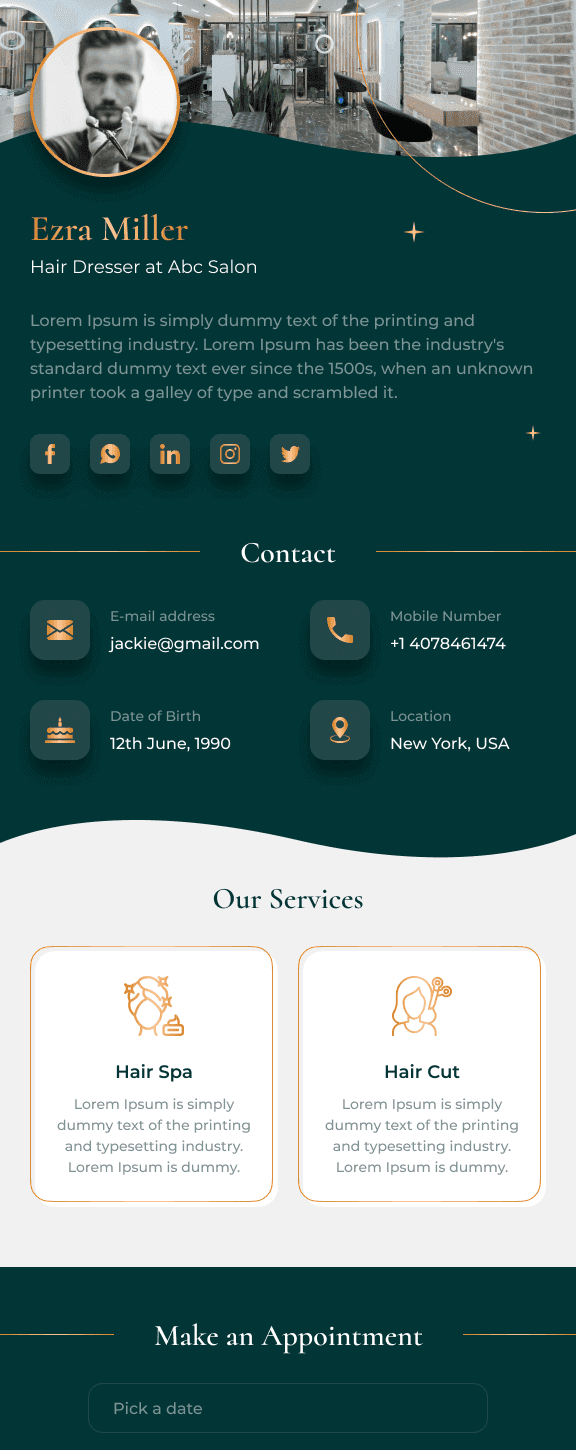 Ezra Miller
Hair Dresser at Abc Salon
Lorem Ipsum is simply dummy text of the printing and
typesetting industry. Lorem Ipsum has been the industry's
standard dummy text ever since the 1500s, when an unknown
printer took a galley of type and scrambled it.
Contact
E-mail address
jackie@gmail.com
Mobile Number
+1 4078461474
Date of Birth
12th June, 1990
Location
New York, USA
Our Services
Hair Spa
Lorem Ipsum is simply
dummy text of the printing
and typesetting industry.
Lorem Ipsum is dummy.
Hair Cut
Lorem Ipsum is simply
dummy text of the printing
and typesetting industry.
Lorem Ipsum is dummy.
Make an Appointment
Pick a date